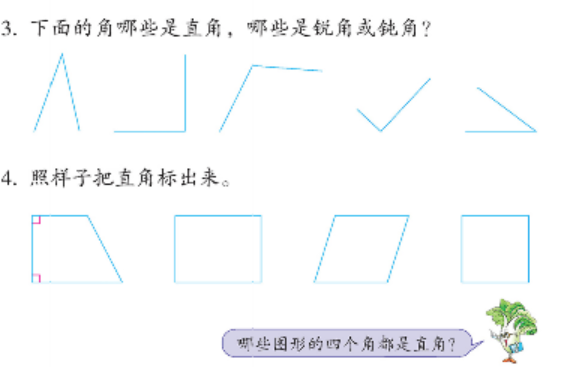 3. 下面的角哪些是直角，哪些是锐角或钝角？
4. 照样子把直角标出来。
哪些图形的四个角都是直角？